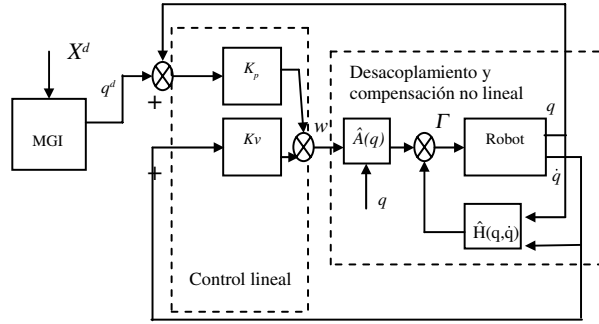 X^d
q^d
MGI
+
+
K_p
Kv
Control lineal
w
Desacoplamiento y
compensación no lineal
Â(q)
q
Γ
Robot
q
q̇
Ĥ(q,q̇)